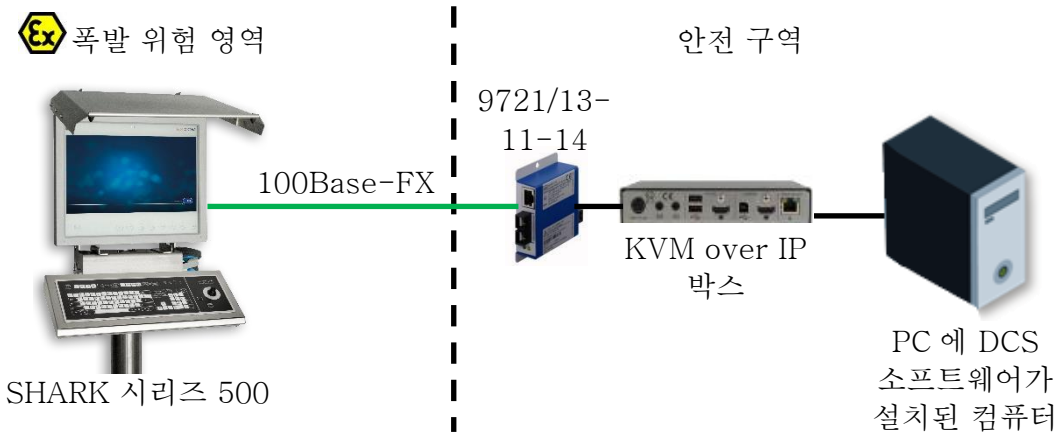 Ex
폭발 위험 영역
안전 구역
9721/13-
11-14
100Base-FX
KVM over IP
박스
SHARK 시리즈 500
PC 에 DCS
소프트웨어가
설치된 컴퓨터